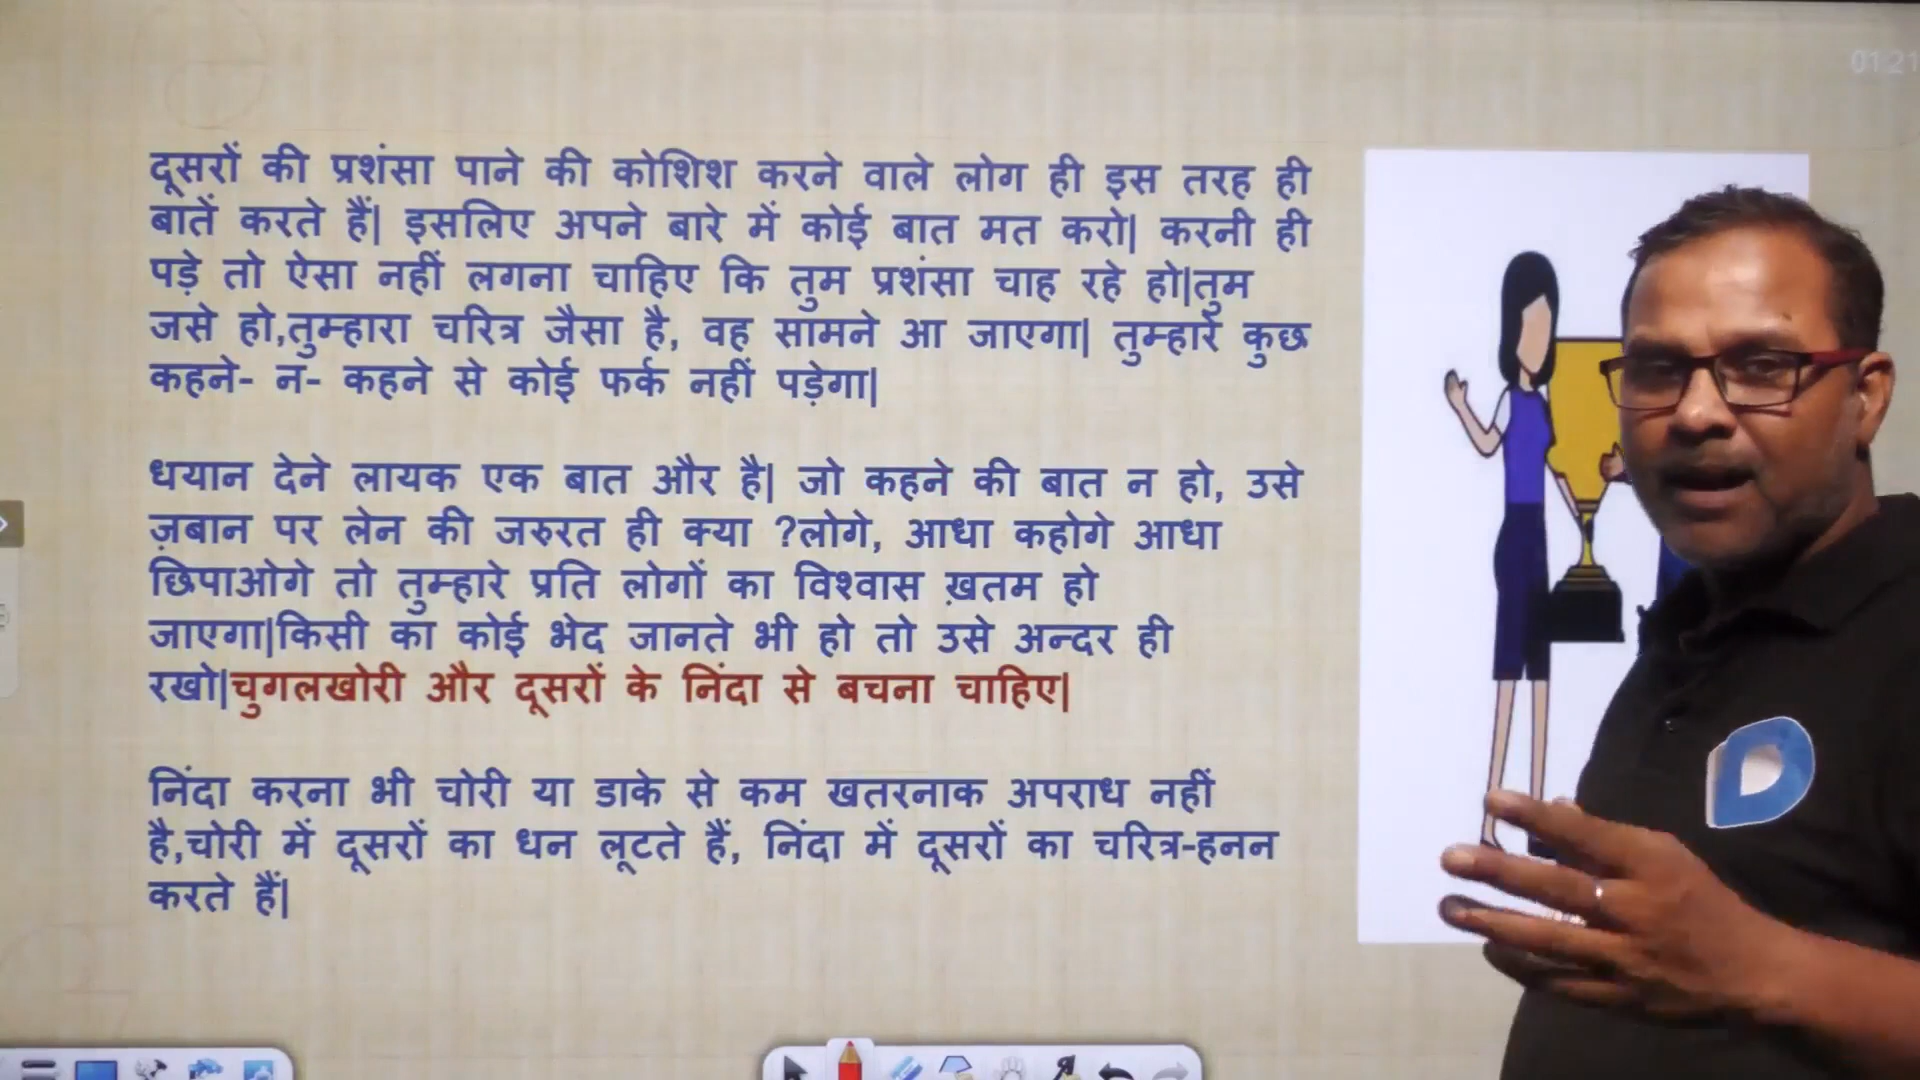 01:21
दूसरों की प्रशंसा पाने की कोशिश करने वाले लोग ही इस तरह ही
बातें करते हैं| इसलिए अपने बारे में कोई बात मत करो| करनी ही
पड़े तो ऐसा नहीं लगना चाहिए कि तुम प्रशंसा चाह रहे हो|तुम
जसे हो,तुम्हारा चरित्र जैसा है, वह सामने आ जाएगा| तुम्हारे कुछ
कहने- न- कहने से कोई फर्क नहीं पड़ेगा|
धयान देने लायक एक बात और है| जो कहने की बात न हो, उसे
ज़बान पर लेन की जरुरत ही क्या ?लोगे, आधा कहोगे आधा
छिपाओगे तो तुम्हारे प्रति लोगों का विश्वास ख़तम हो
जाएगा|किसी का कोई भेद जानते भी हो तो उसे अन्दर ही
रखो|चुगलखोरी और दूसरों के निंदा से बचना चाहिए|
निंदा करना भी चोरी या डाके से कम खतरनाक अपराध नहीं
है,चोरी में दूसरों का धन लूटते हैं, निंदा में दूसरों का चरित्र-हनन
करते हैं|